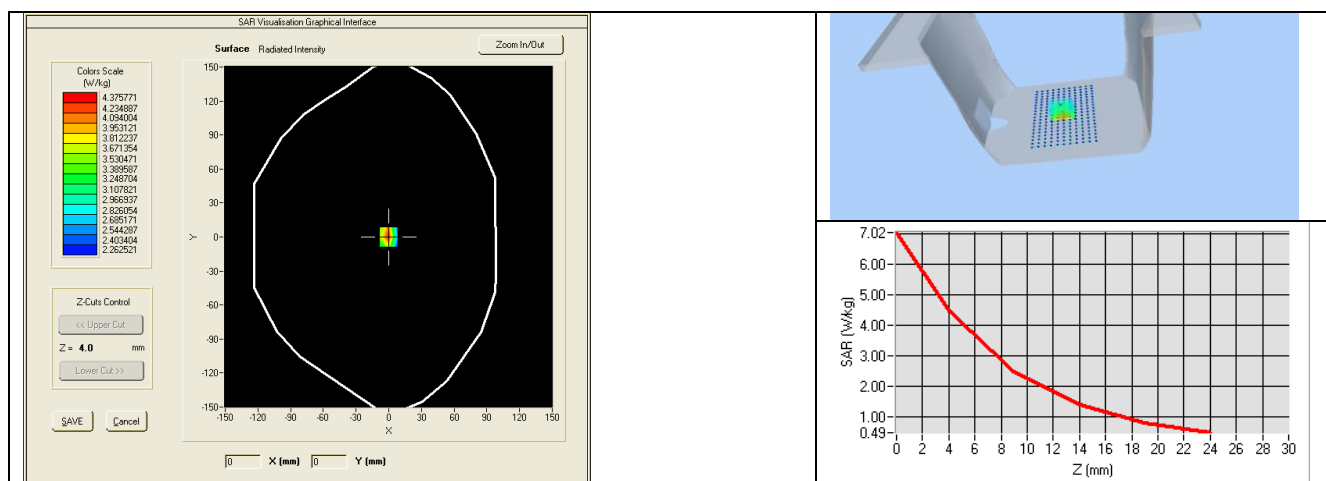 SAR Visualisation Graphical Interface
Surface Radiated Intensity
Zoom In/Out
Colors Scale
(W/kg)
4.375771
4.234887
4.094004
3.953121
3.812237
3.671354
3.530471
3.389587
3.248704
3.107821
2.966937
2.826054
2.685171
2.544287
2.403404
2.262521
Z-Cuts Control
<< Upper Cut
Z = 4.0 mm
Lower Cut >>
SAVE Cancel
150
120
90
60
30
0
-30
-60
-90
-120
-150
Y
-150 -120 -90 -60 -30 0 30 60 90 120 150
X
0 X (mm) 0 Y (mm)
7.02
6.00
5.00
4.00
3.00
2.00
1.00
0.49
SAR (W/kg)
0 2 4 6 8 10 12 14 16 18 20 22 24 26 28 30
Z (mm)